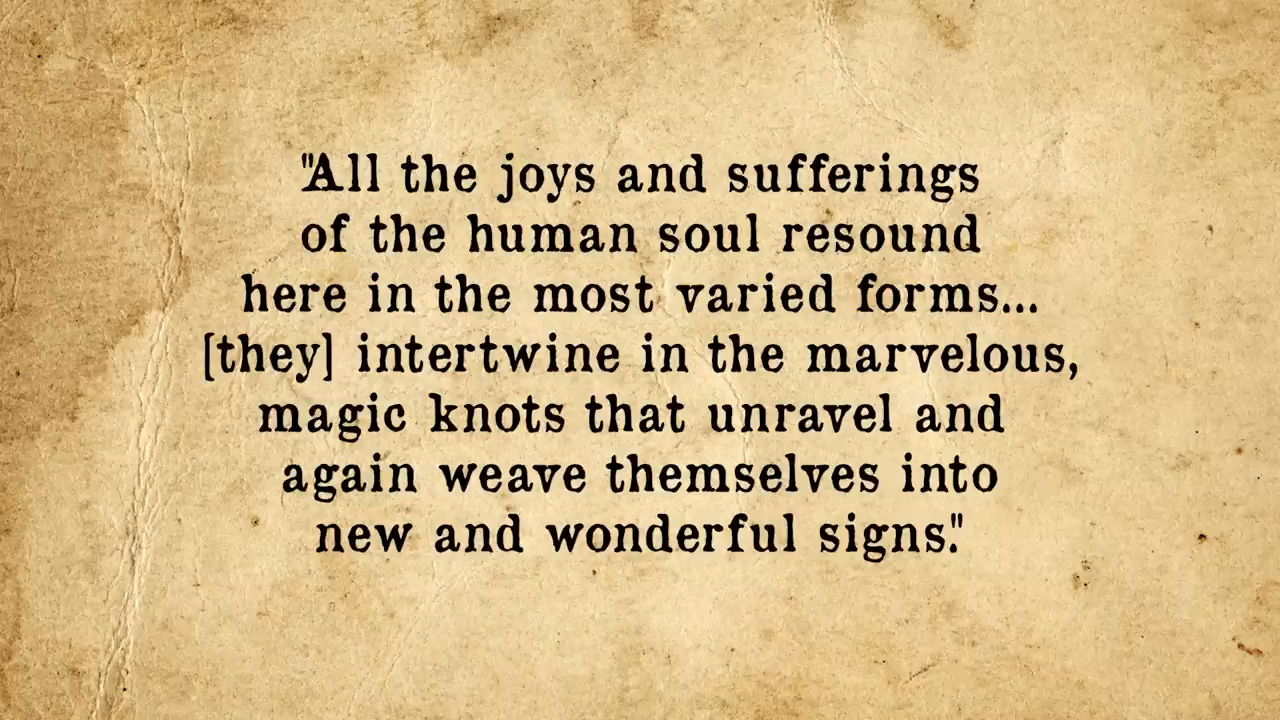 "All the joys and sufferings
of the human soul resound
here in the most varied forms...
[they] intertwine in the marvelous,
magic knots that unravel and
again weave themselves into
new and wonderful signs."